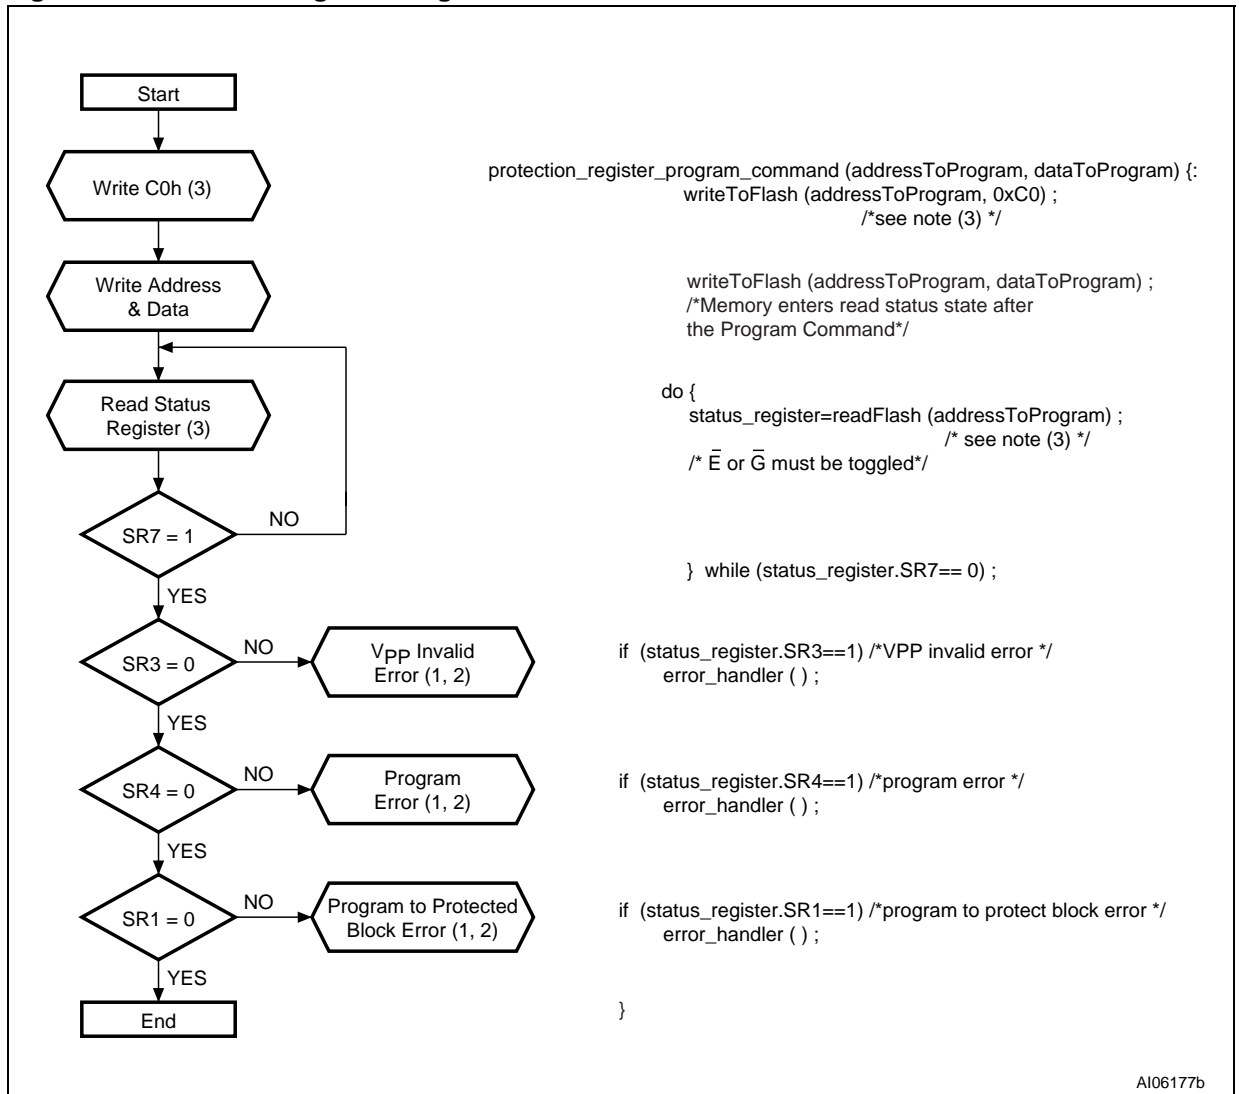 Start
Write C0h (3)
Write Address
& Data
Read Status
Register (3)
SR7 = 1
NO
YES
SR3 = 0
NO
VPP Invalid
Error (1, 2)
YES
SR4 = 0
NO
Program
Error (1, 2)
YES
SR1 = 0
NO
Program to Protected
Block Error (1, 2)
YES
End
protection_register_program_command (addressToProgram, dataToProgram) {:
writeToFlash (addressToProgram, 0xC0) ;
/*see note (3) */
writeToFlash (addressToProgram, dataToProgram) ;
/*Memory enters read status state after
the Program Command*/
do {
status_register=readFlash (addressToProgram) ;
/* see note (3) */
/* E̅ or G̅ must be toggled*/
} while (status_register.SR7== 0) ;
if (status_register.SR3==1) /*VPP invalid error */
error_handler ( ) ;
if (status_register.SR4==1) /*program error */
error_handler ( ) ;
if (status_register.SR1==1) /*program to protect block error */
error_handler ( ) ;
}
AI06177b